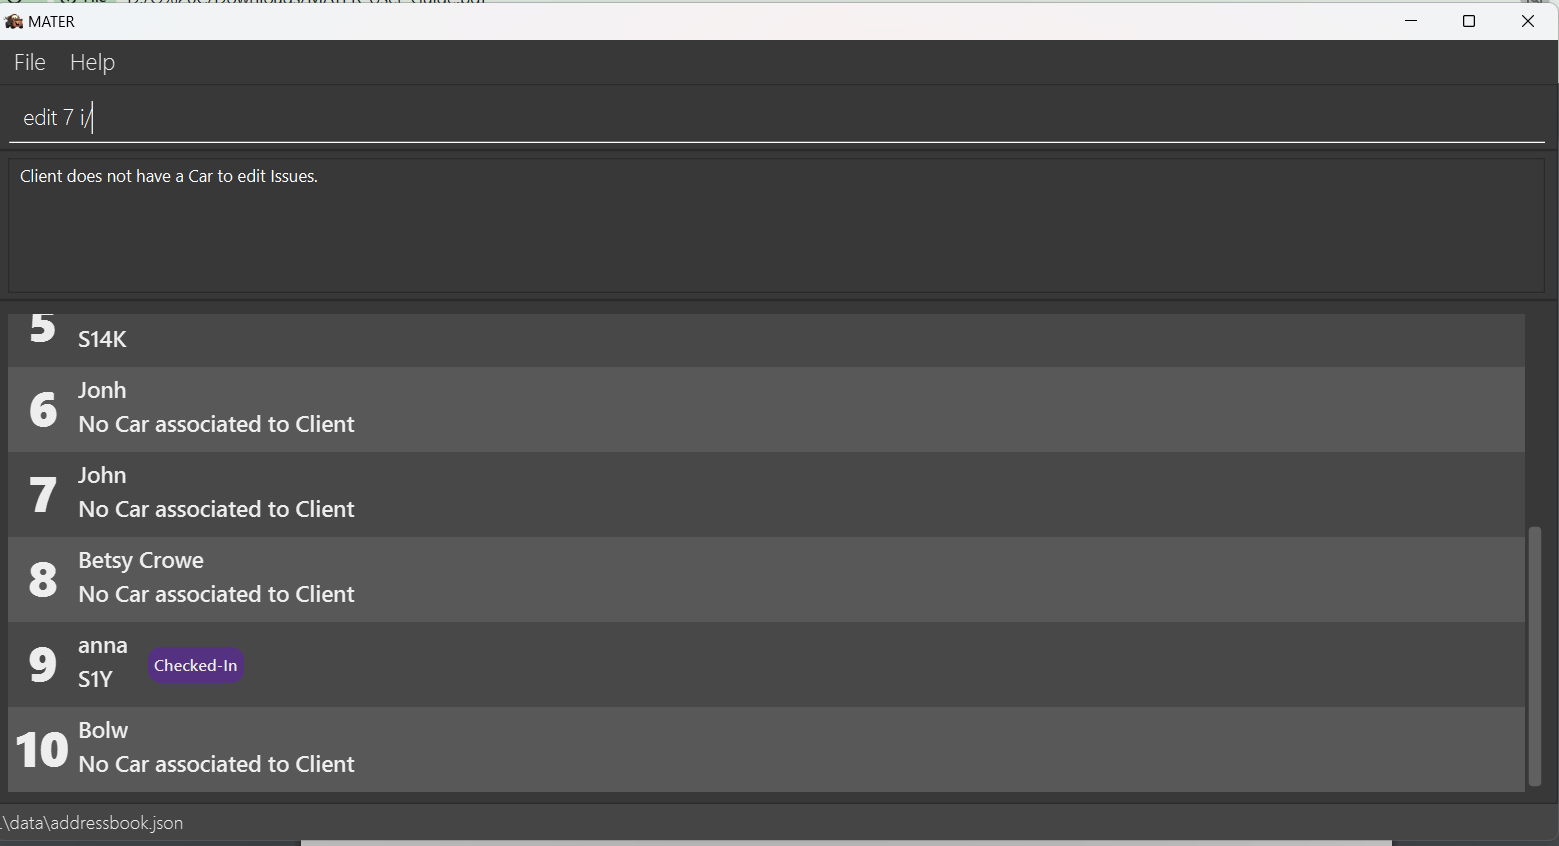 MATER
File Help
edit 7 i/
Client does not have a Car to edit Issues.
5
S14K
6
Jonh
No Car associated to Client
7
John
No Car associated to Client
8
Betsy Crowe
No Car associated to Client
9
anna
S1Y
Checked-In
10
Bolw
No Car associated to Client
.\data\addressbook.json